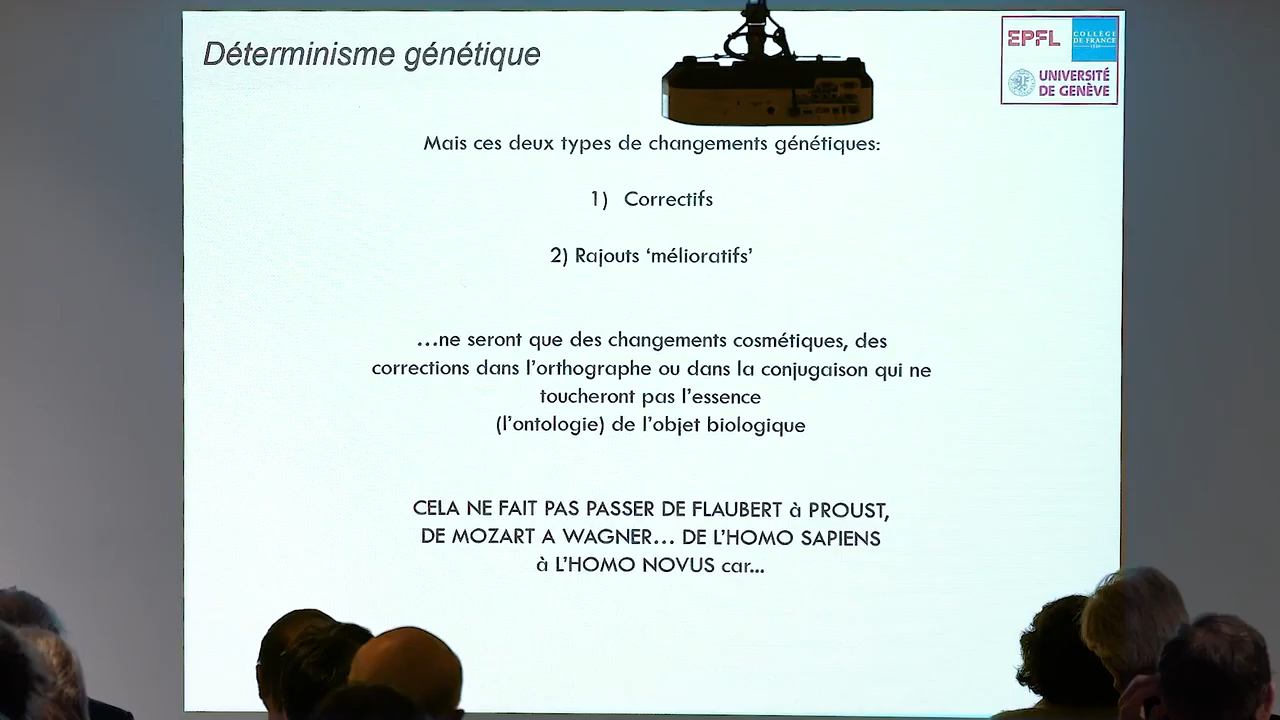 Déterminisme génétique
EPFL
COLLÈGE
DE FRANCE
UNIVERSITÉ
DE GENÈVE
Mais ces deux types de changements génétiques:
1) Correctifs
2) Rajouts ‘mélioratifs’
…ne seront que des changements cosmétiques, des
corrections dans l’orthographe ou dans la conjugaison qui ne
toucheront pas l’essence
(l’ontologie) de l’objet biologique
CELA NE FAIT PAS PASSER DE FLAUBERT à PROUST,
DE MOZART A WAGNER… DE L’HOMO SAPIENS
à L’HOMO NOVUS car...